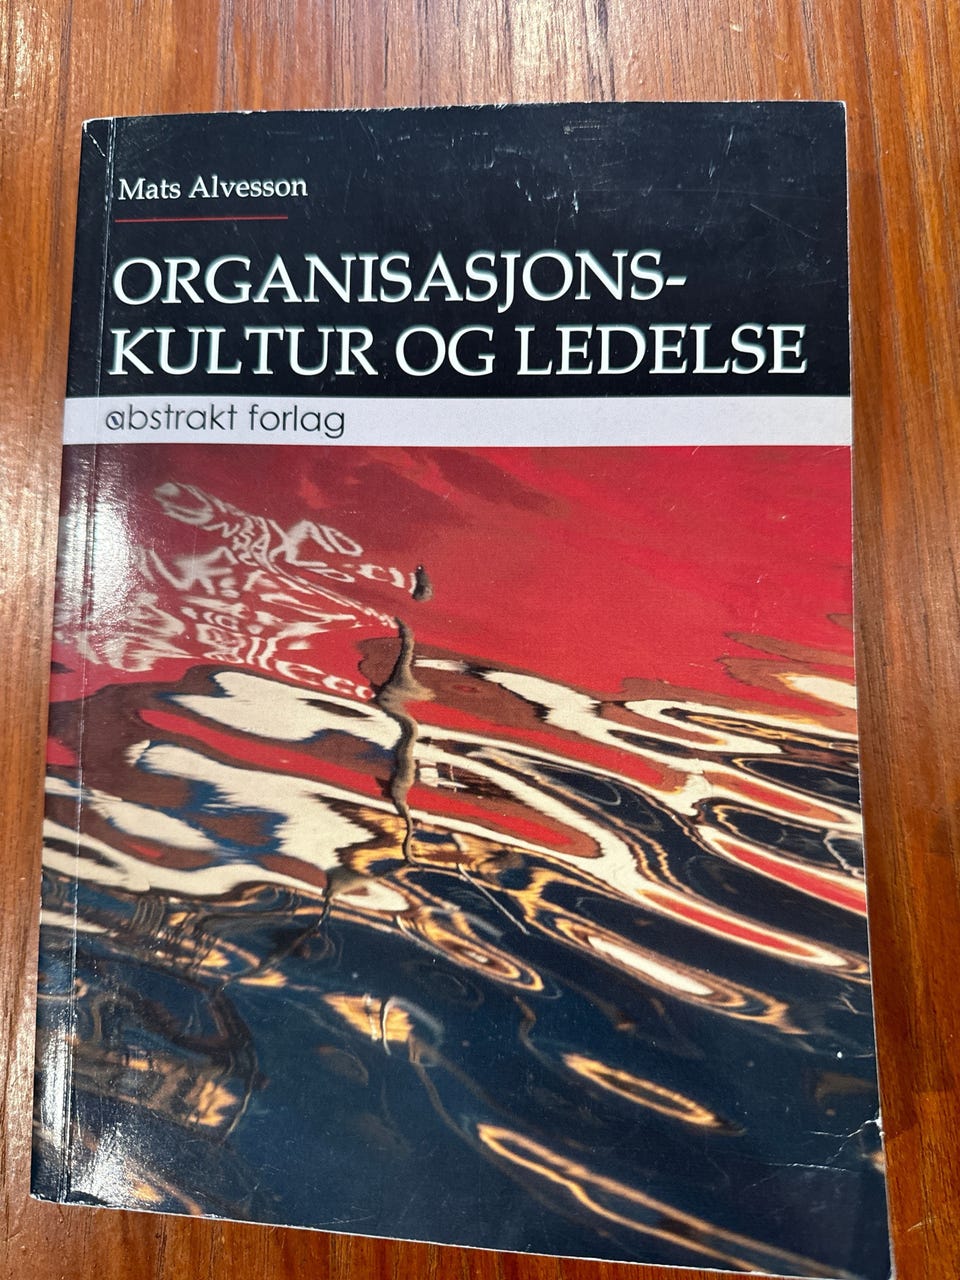 Mats Alvesson
ORGANISASJONS-
KULTUR OG LEDELSE
abstrakt forlag